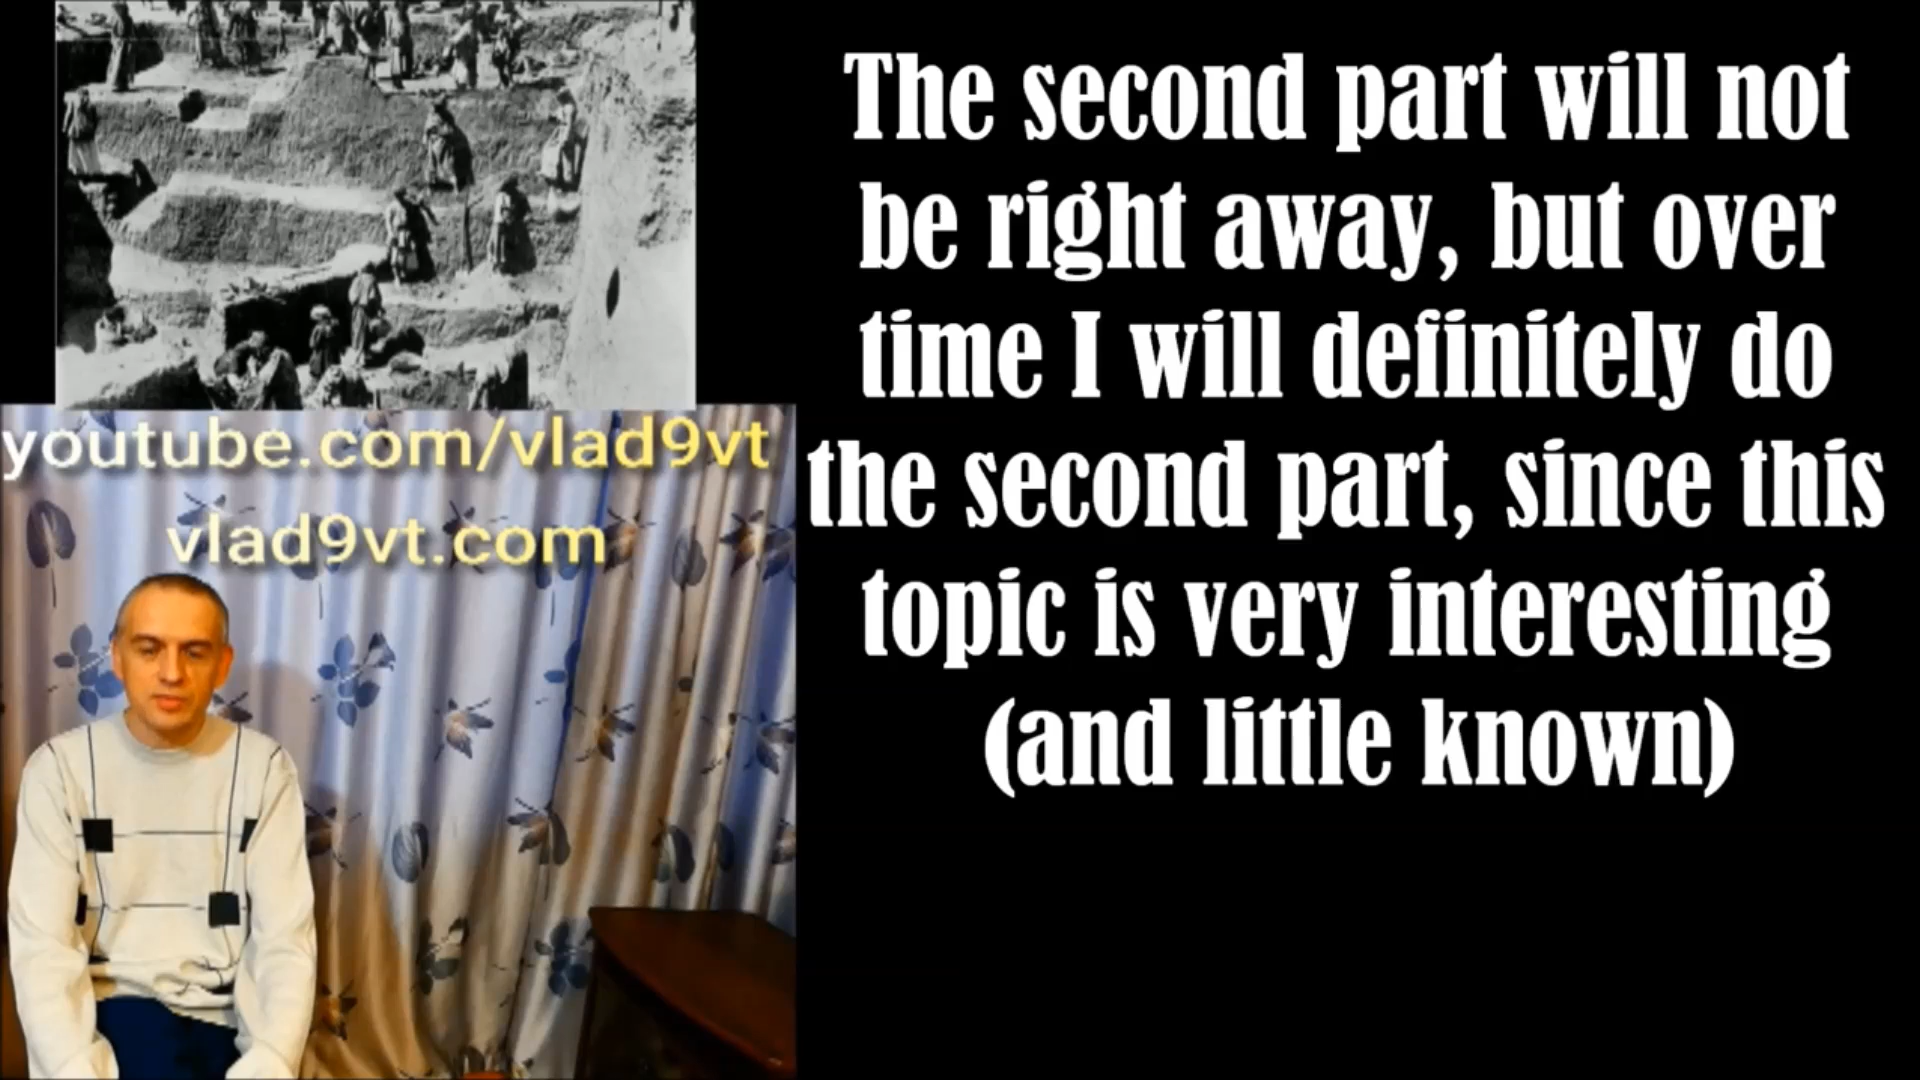 The second part will not
be right away, but over
time I will definitely do
the second part, since this
topic is very interesting
(and little known)
youtube.com/vlad9vt
vlad9vt.com